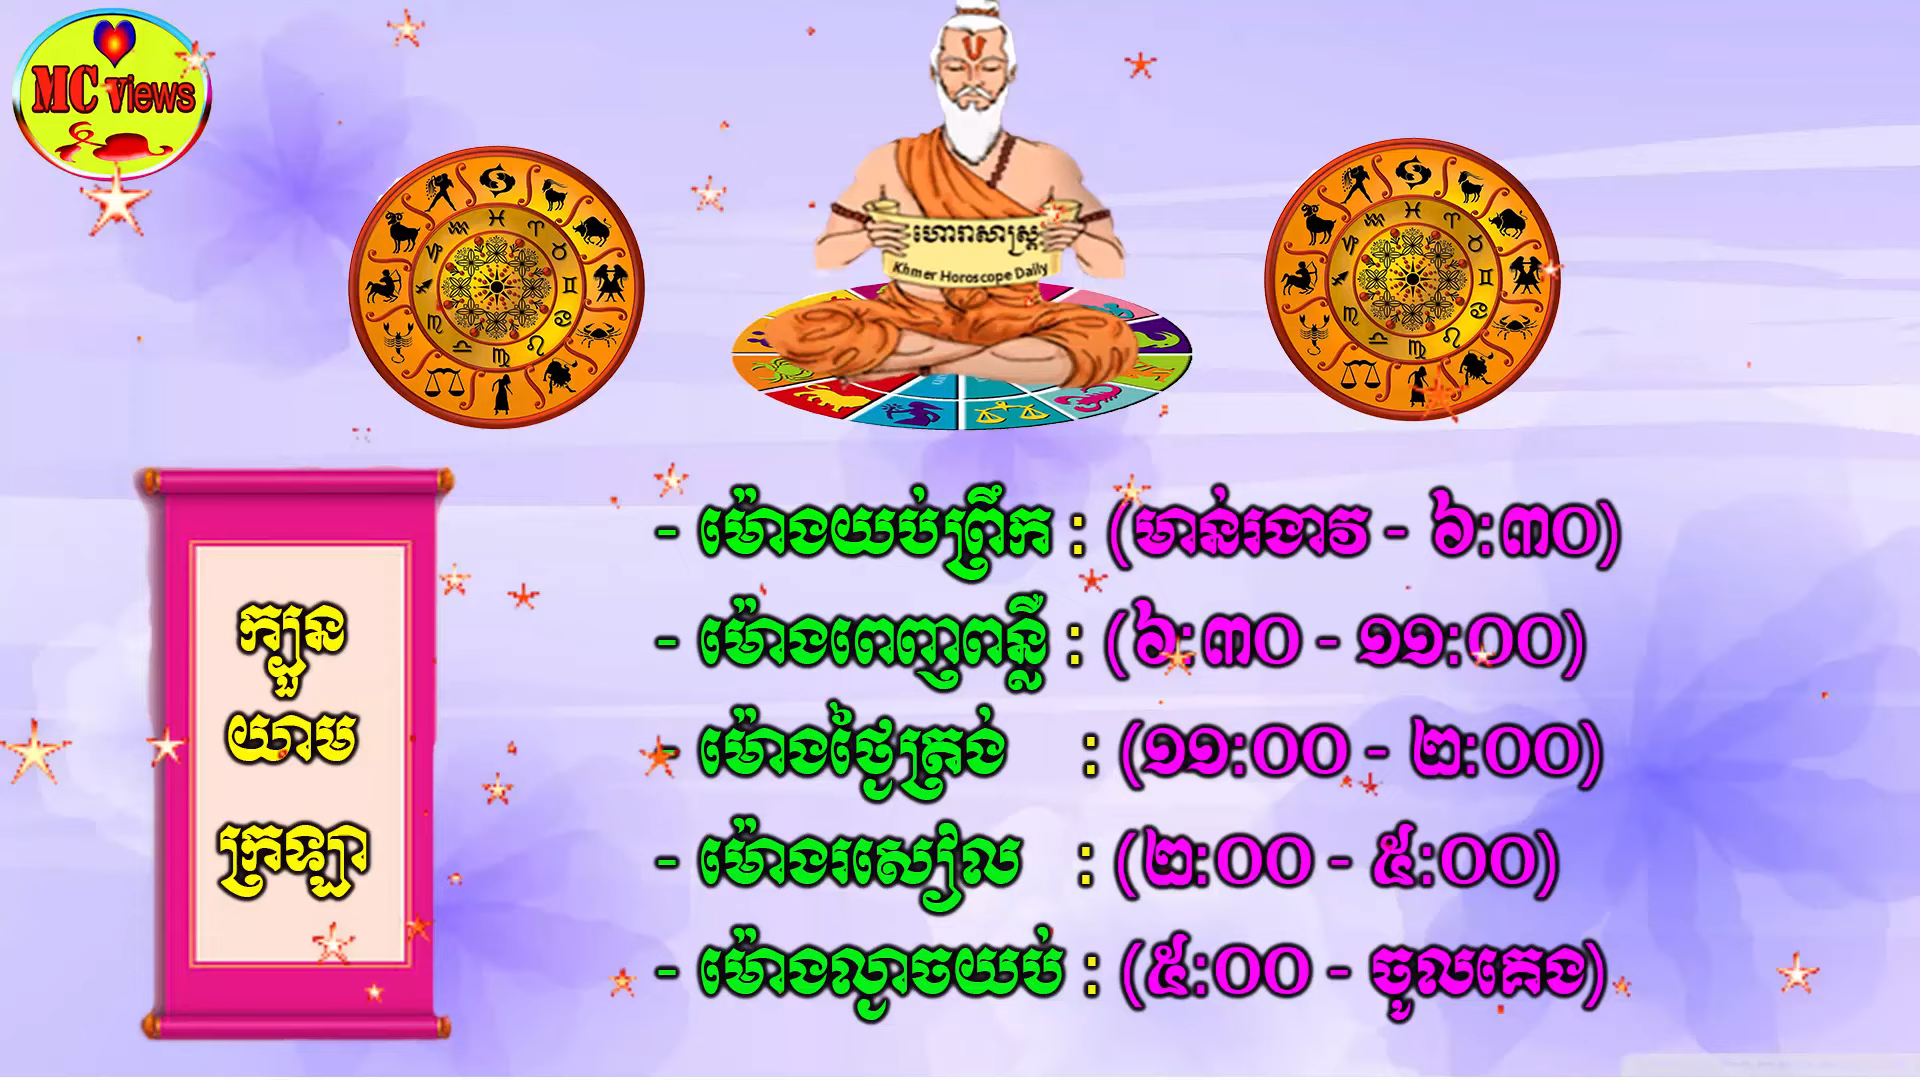 MC Views
ហោរាសាស្ត្រ
Khmer Horoscope Daily
ក្បួន
យាម
ក្រឡា
- ម៉ោងយប់ព្រឹក : (មាន់រងាវ - ៦:៣០)
- ម៉ោងពេញពន្លឺ : (៦:៣០ - ១១:០០)
- ម៉ោងថ្ងៃត្រង់ : (១១:០០ - ២:០០)
- ម៉ោងរសៀល : (២:០០ - ៥:០០)
- ម៉ោងល្ងាចយប់ : (៥:០០ - ចូលគេង)